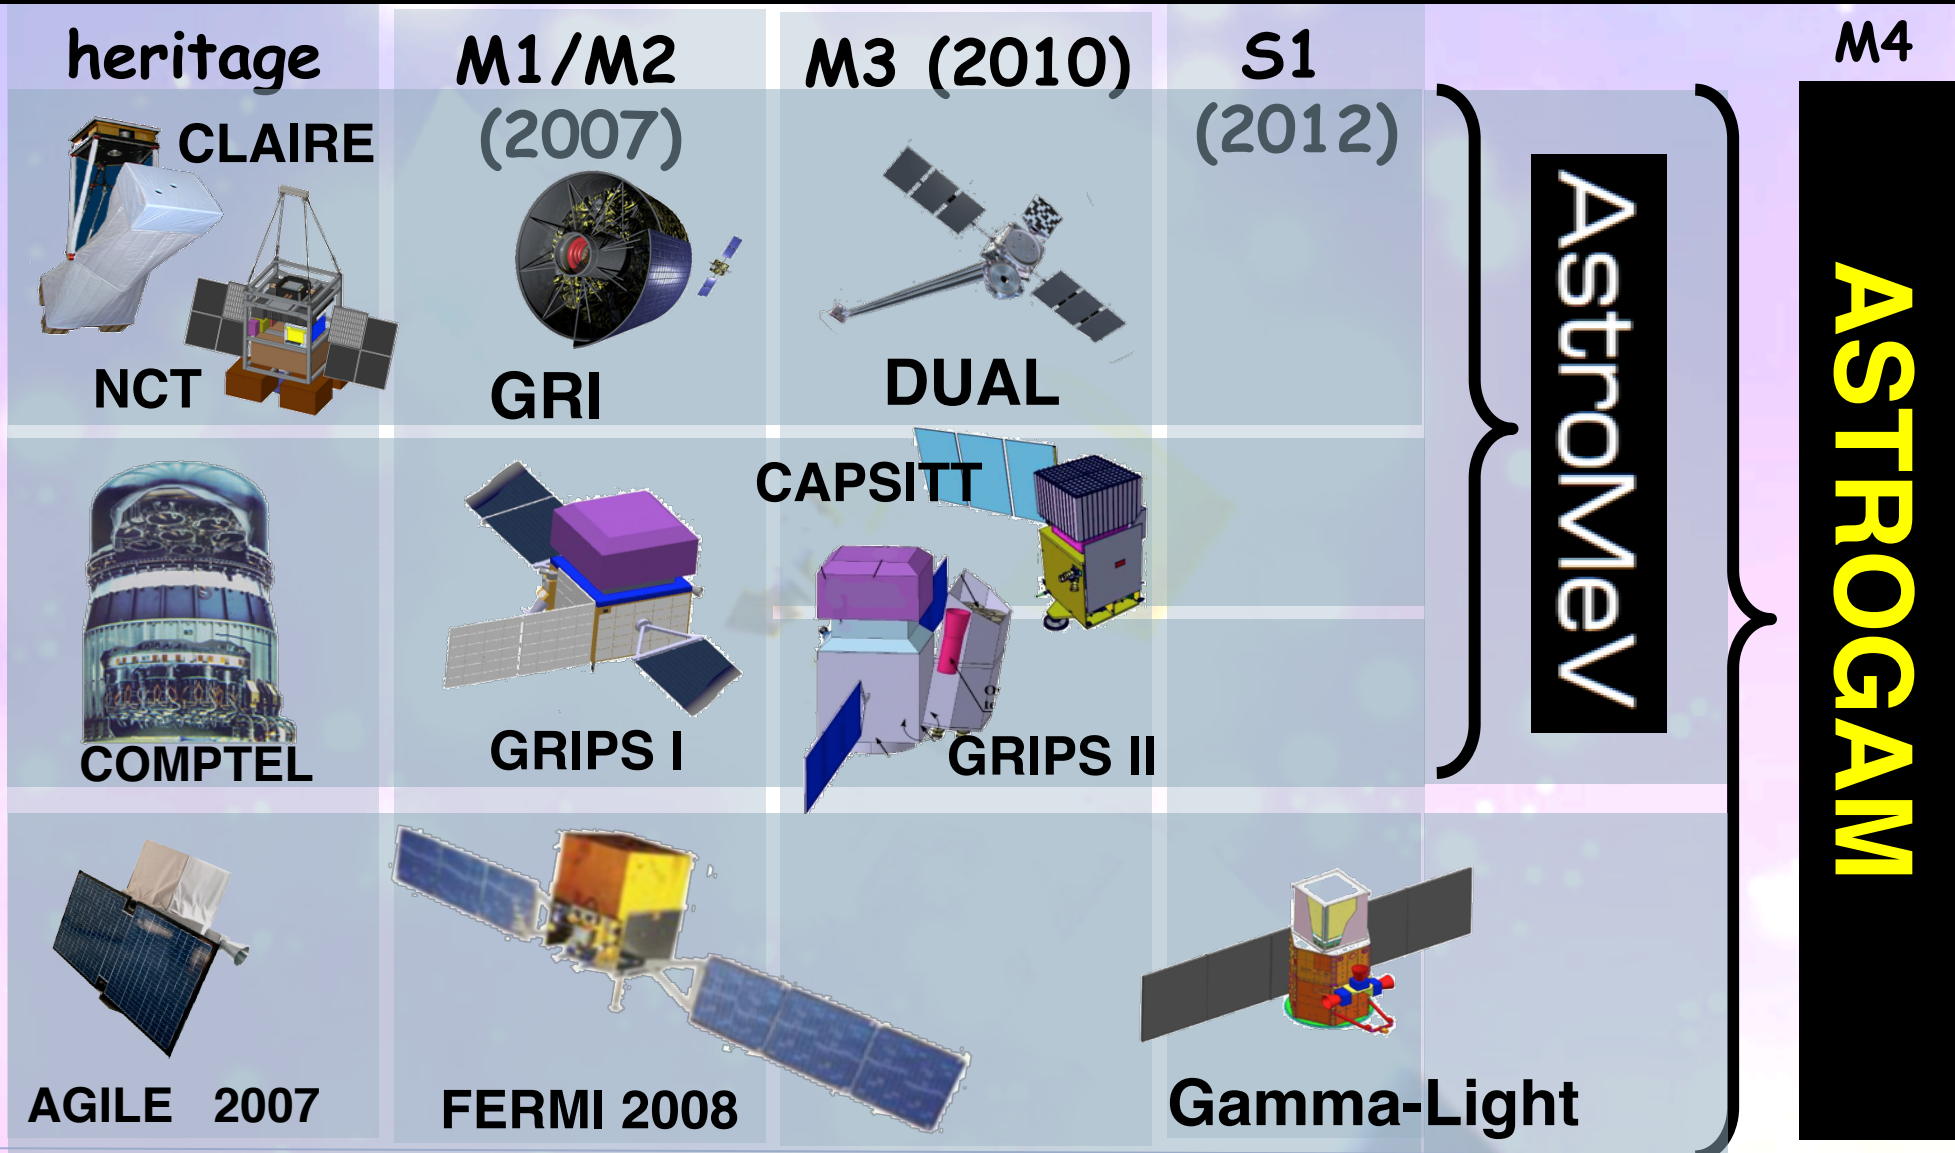 heritage
M1/M2
(2007)
M3 (2010)
S1
(2012)
M4
CLAIRE
NCT
GRI
DUAL
AstroMeV
ASTROGAM
CAPSITT
COMPTEL
GRIPS I
GRIPS II
AGILE 2007
FERMI 2008
Gamma-Light